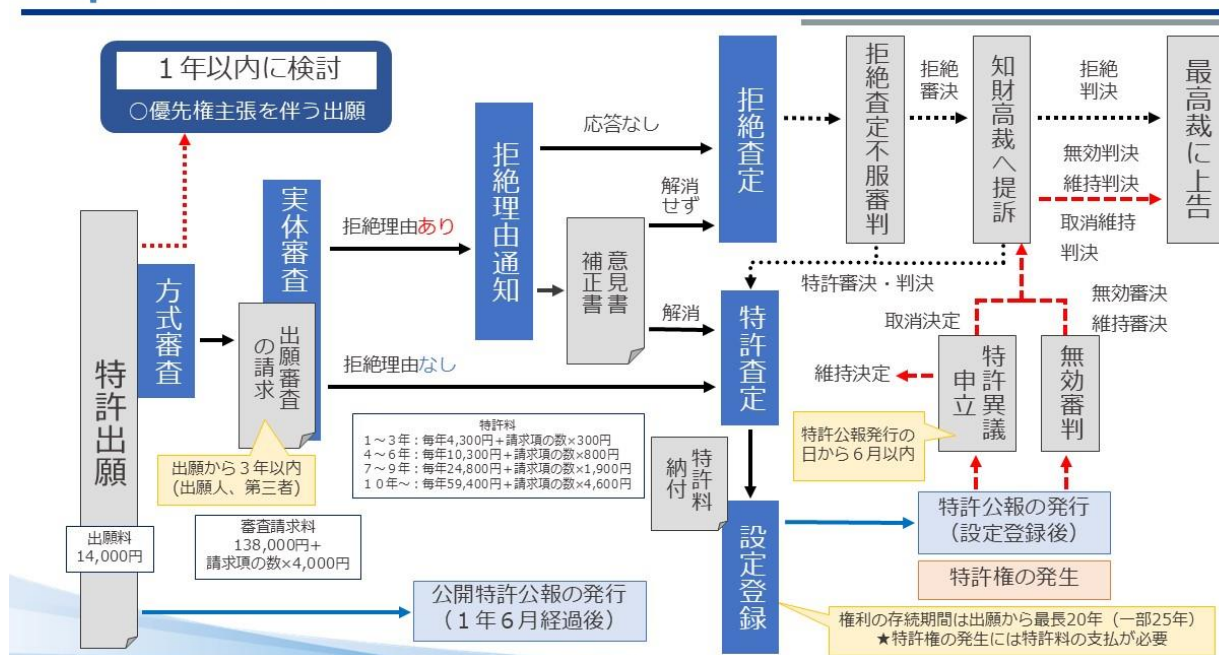 1年以内に検討
○優先権主張を伴う出願
特許出願
出願料
14,000円
方式審査
実体審査
出願審査
の請求
出願から3年以内
(出願人、第三者)
審査請求料
138,000円+
請求項の数×4,000円
拒絶理由あり
拒絶理由なし
拒絶理由通知
応答なし
意見書
補正書
解消
せず
解消
拒絶査定
特許査定
特許料
1~3年:毎年4,300円+請求項の数×300円
4~6年:毎年10,300円+請求項の数×800円
7~9年:毎年24,800円+請求項の数×1,900円
10年~:毎年59,400円+請求項の数×4,600円
特許料
納付
設定登録
公開特許公報の発行
(1年6月経過後)
拒絶査定不服審判
拒絶
審決
知財高裁へ提訴
拒絶
判決
無効判決
維持判決
取消維持
判決
最高裁に上告
特許審決・判決
取消決定
無効審決
維持審決
維持決定
特許異議
申立
無効審判
特許公報発行の
日から6月以内
特許公報の発行
(設定登録後)
特許権の発生
権利の存続期間は出願から最長20年(一部25年)
★特許権の発生には特許料の支払が必要